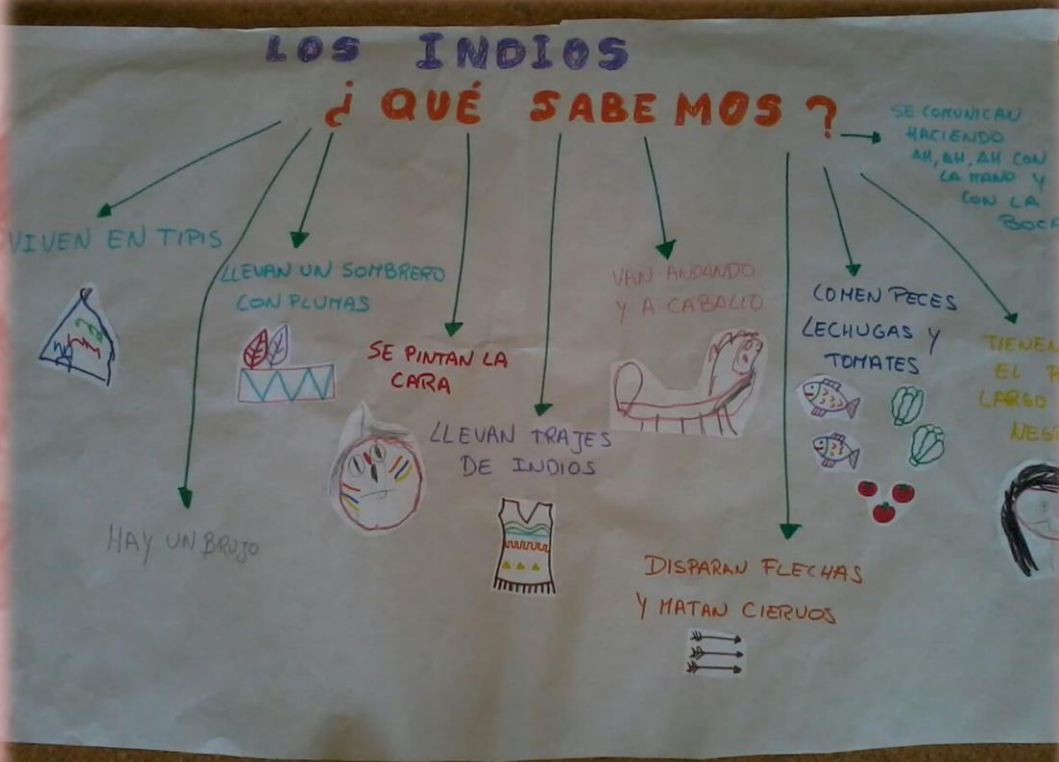 LOS INDIOS
¿QUÉ SABEMOS?
SE COMUNICAN
HACIENDO
AH, AH, AH CON
LA MANO Y
CON LA
BOCA
VIVEN EN TIPIS
LLEVAN UN SOMBRERO
CON PLUMAS
SE PINTAN LA
CARA
LLEVAN TRAJES
DE INDIOS
VAN ANDANDO
Y A CABALLO
COMEN PECES
LECHUGAS Y
TOMATES
TIENEN
EL
LARGO
HAY UN BRUJO
DISPARAN FLECHAS
Y MATAN CIERVOS